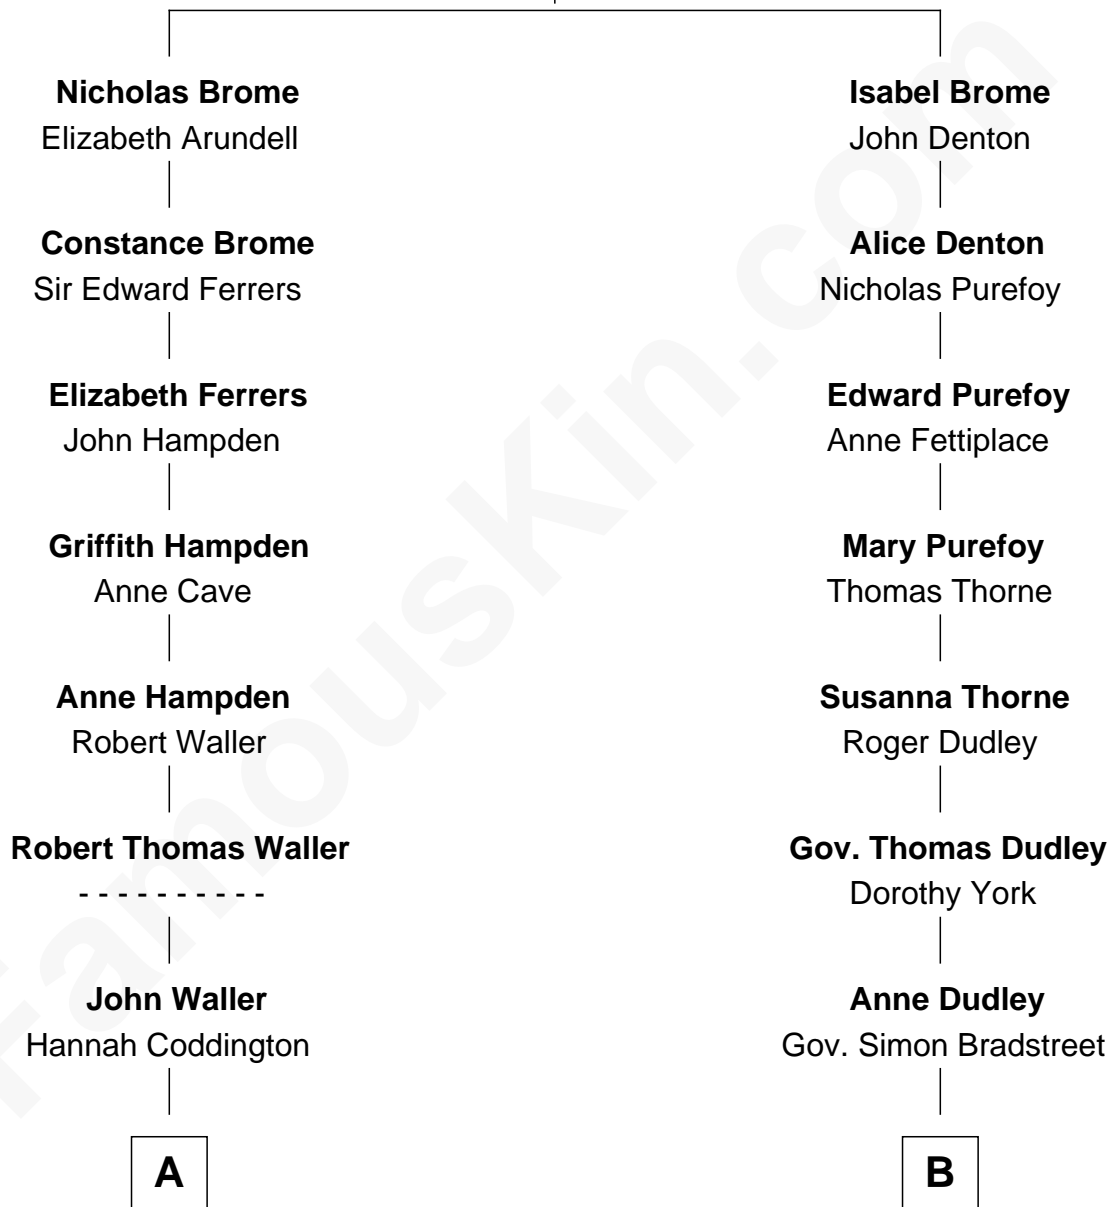 Nicholas Brome
Elizabeth Arundell
Constance Brome
Sir Edward Ferrers
Elizabeth Ferrers
John Hampden
Griffith Hampden
Anne Cave
Anne Hampden
Robert Waller
Robert Thomas Waller
- - - - - - - - - -
John Waller
Hannah Coddington
A
Isabel Brome
John Denton
Alice Denton
Nicholas Purefoy
Edward Purefoy
Anne Fettiplace
Mary Purefoy
Thomas Thorne
Susanna Thorne
Roger Dudley
Gov. Thomas Dudley
Dorothy York
Anne Dudley
Gov. Simon Bradstreet
B
FamousKin.com